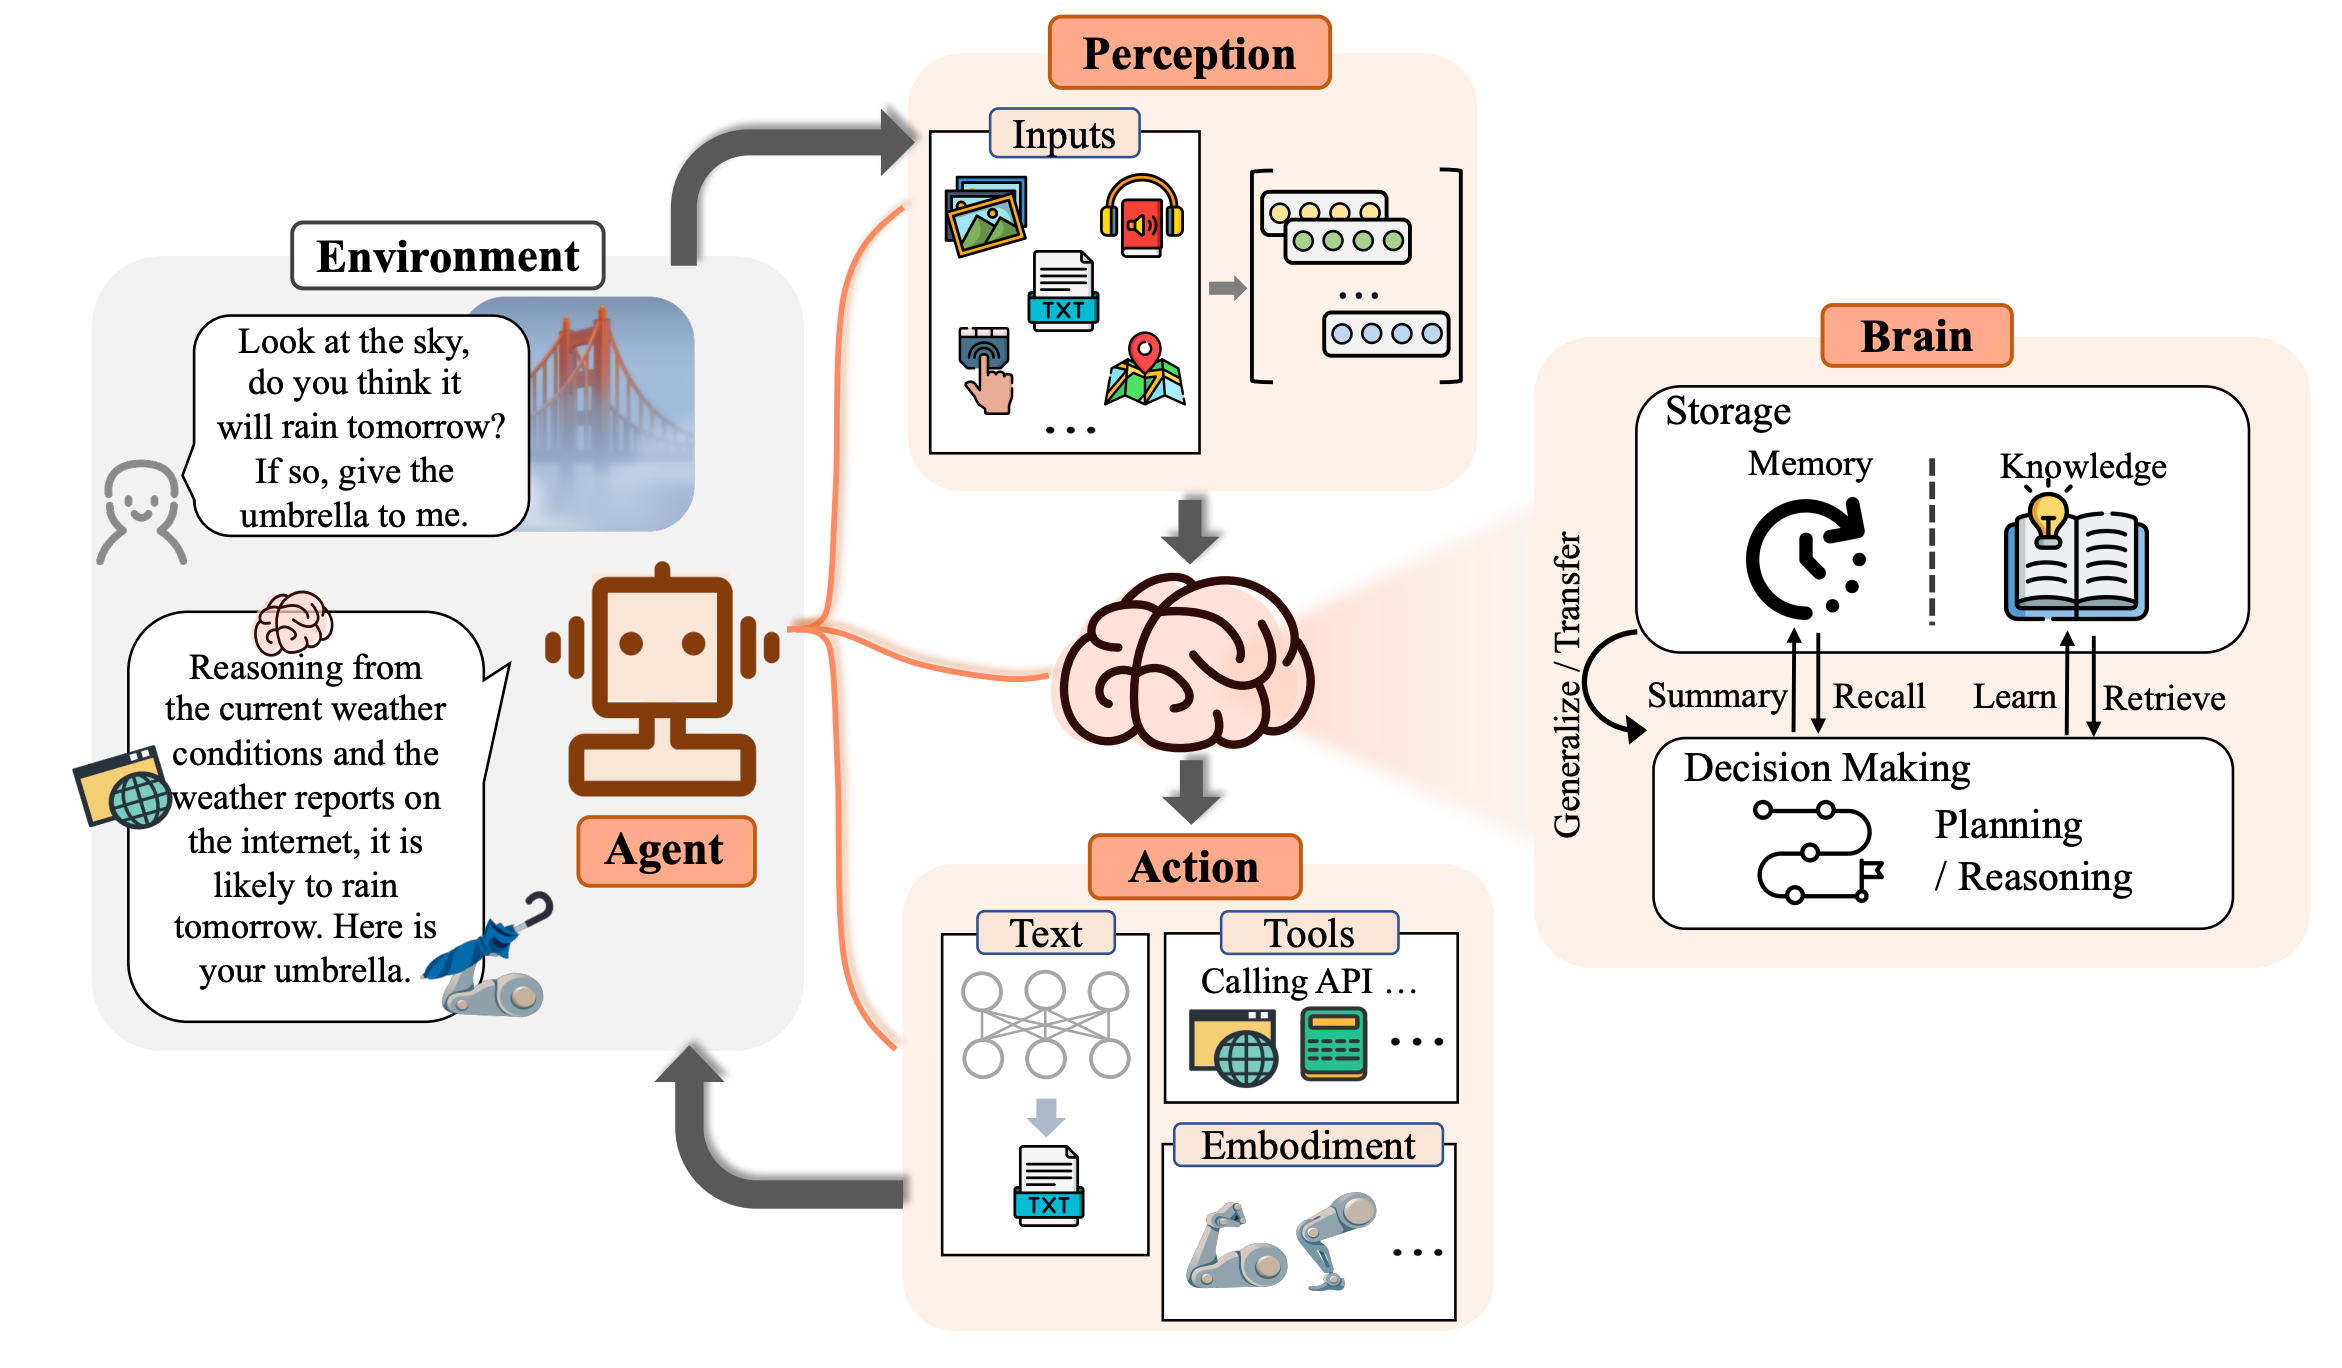 Perception
Inputs
TXT
...
...
Environment
Look at the sky,
do you think it
will rain tomorrow?
If so, give the
umbrella to me.
Reasoning from
the current weather
conditions and the
weather reports on
the internet, it is
likely to rain
tomorrow. Here is
your umbrella.
Agent
Brain
Storage
Memory
Knowledge
Generalize / Transfer
Summary
Recall
Learn
Retrieve
Decision Making
Planning
/ Reasoning
Action
Text
TXT
Tools
Calling API ...
...
Embodiment
...